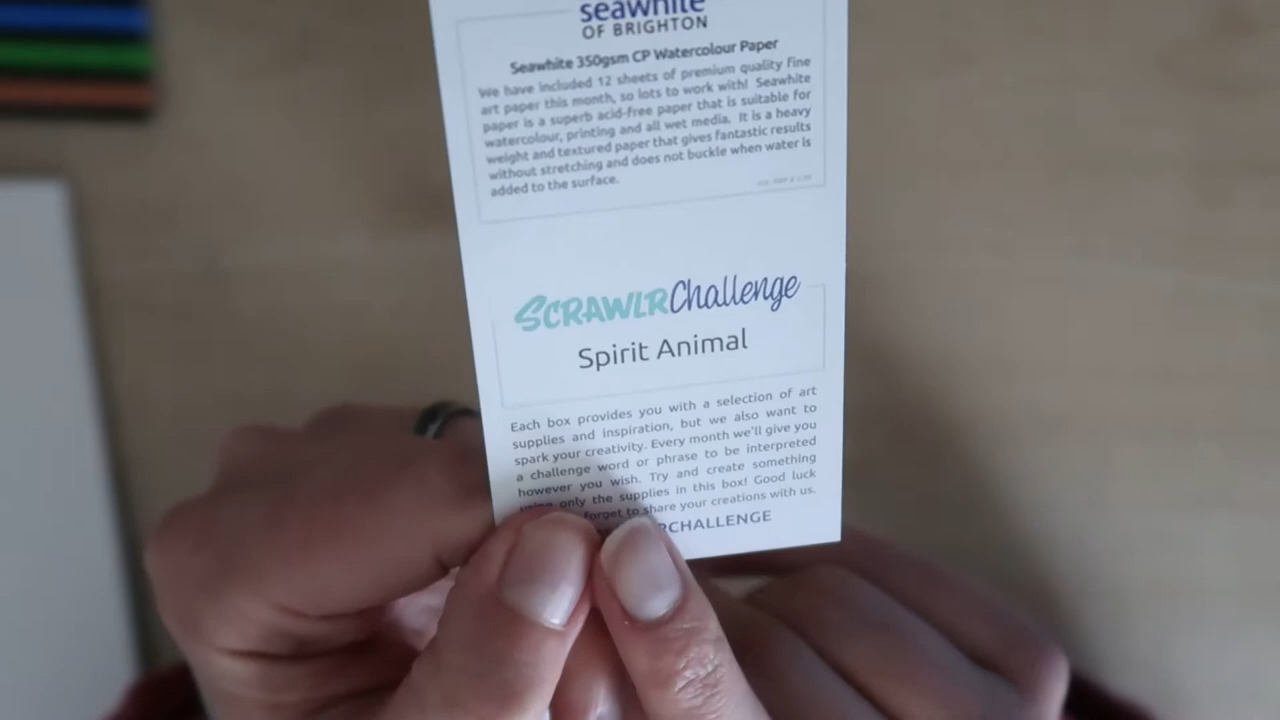 seawhite
OF BRIGHTON
Seawhite 350gsm CP Watercolour Paper
We have included 12 sheets of premium quality fine
art paper this month, so lots to work with! Seawhite
paper is a superb acid-free paper that is suitable for
watercolour, printing and all wet media. It is a heavy
weight and textured paper that gives fantastic results
without stretching and does not buckle when water is
added to the surface.
SCRAWLRChallenge
Spirit Animal
Each box provides you with a selection of art
supplies and inspiration, but we also want to
spark your creativity. Every month we'll give you
a challenge word or phrase to be interpreted
however you wish. Try and create something
using only the supplies in this box! Good luck
forget to share your creations with us.
RCHALLENGE